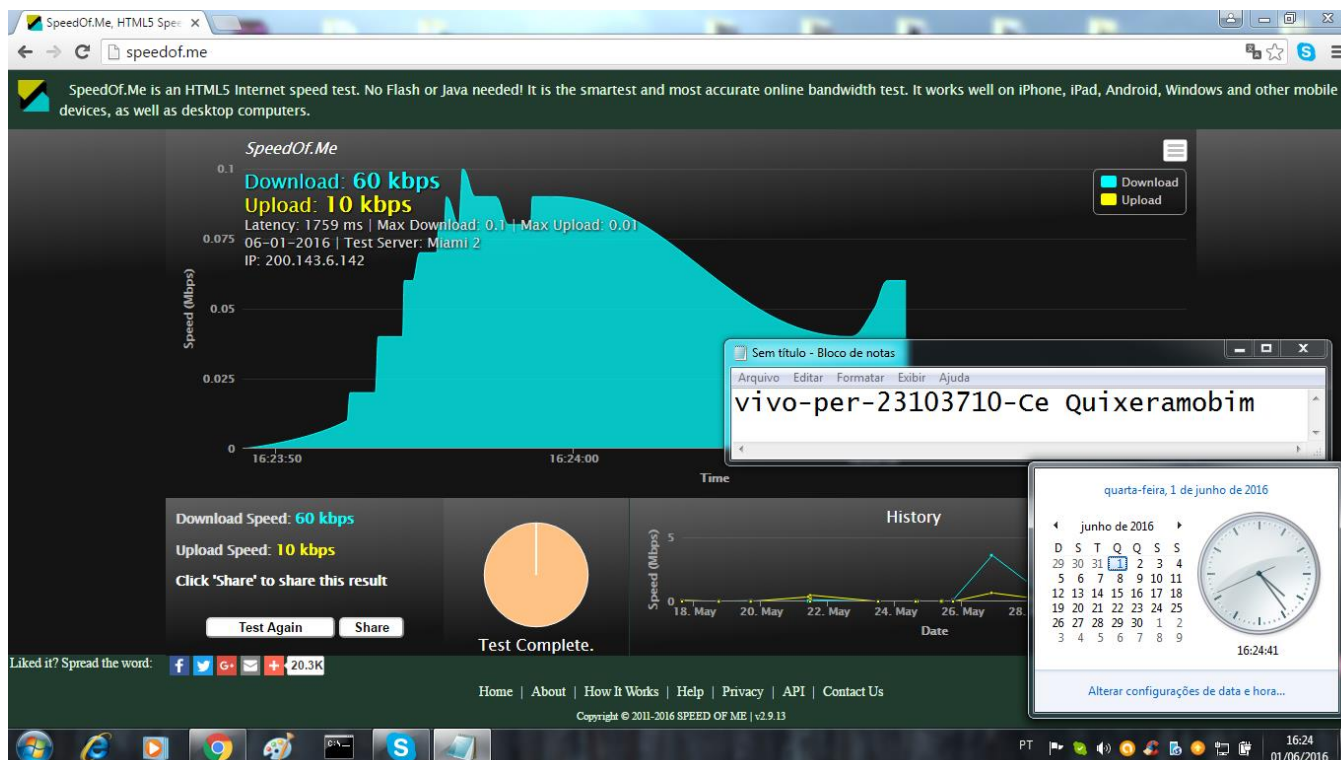 SpeedOf.Me, HTML5 Spee
speedof.me
SpeedOf.Me is an HTML5 Internet speed test. No Flash or Java needed! It is the smartest and most accurate online bandwidth test. It works well on iPhone, iPad, Android, Windows and other mobile
devices, as well as desktop computers.
SpeedOf.Me
Download: 60 kbps
Upload: 10 kbps
Latency: 1759 ms | Max Download: 0.1 | Max Upload: 0.01
06-01-2016 | Test Server: Miami 2
IP: 200.143.6.142
Download
Upload
Speed (Mbps)
0.1
0.075
0.05
0.025
0
16:23:50
16:24:00
Time
Sem título - Bloco de notas
Arquivo Editar Formatar Exibir Ajuda
vivo-per-23103710-Ce Quixeramobim
Download Speed: 60 kbps
Upload Speed: 10 kbps
Click 'Share' to share this result
Test Again
Share
Test Complete.
History
Speed (Mbps)
5
0
18. May 20. May 22. May 24. May 26. May 28.
Date
quarta-feira, 1 de junho de 2016
junho de 2016
D S T Q Q S S
29 30 31 1 2 3 4
5 6 7 8 9 10 11
12 13 14 15 16 17 18
19 20 21 22 23 24 25
26 27 28 29 30 1 2
3 4 5 6 7 8 9
16:24:41
Alterar configurações de data e hora...
Liked it? Spread the word:
20.3K
Home | About | How It Works | Help | Privacy | API | Contact Us
Copyright © 2011-2016 SPEED OF ME | v2.9.13
PT
16:24
01/06/2016